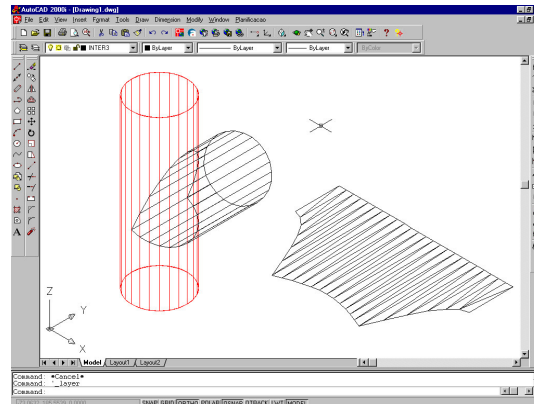 AutoCAD 2000i - [Drawing1.dwg]
File Edit View Insert Format Tools Draw Dimension Modify Window Planificacao
INTER3 ByLayer ByLayer ByLayer ByColor
Z
Y
X
Model Layout1 Layout2
Command: *Cancel*
Command: '_layer
Command:
SNAP GRID ORTHO POLAR OSNAP OTRACK LWT MODEL